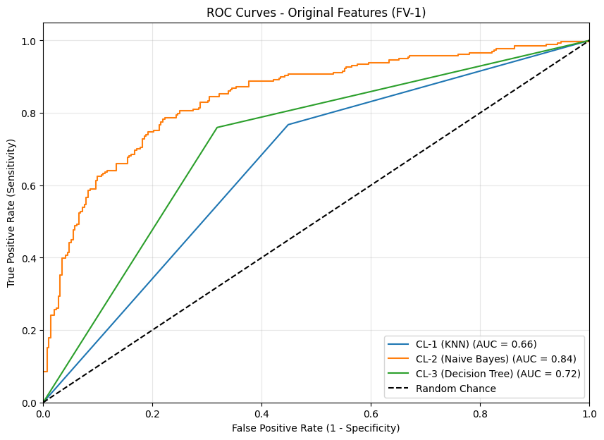 ROC Curves - Original Features (FV-1)
True Positive Rate (Sensitivity)
1.0
0.8
0.6
0.4
0.2
0.0
CL-1 (KNN) (AUC = 0.66)
CL-2 (Naive Bayes) (AUC = 0.84)
CL-3 (Decision Tree) (AUC = 0.72)
Random Chance
0.0 0.2 0.4 0.6 0.8 1.0
False Positive Rate (1 - Specificity)